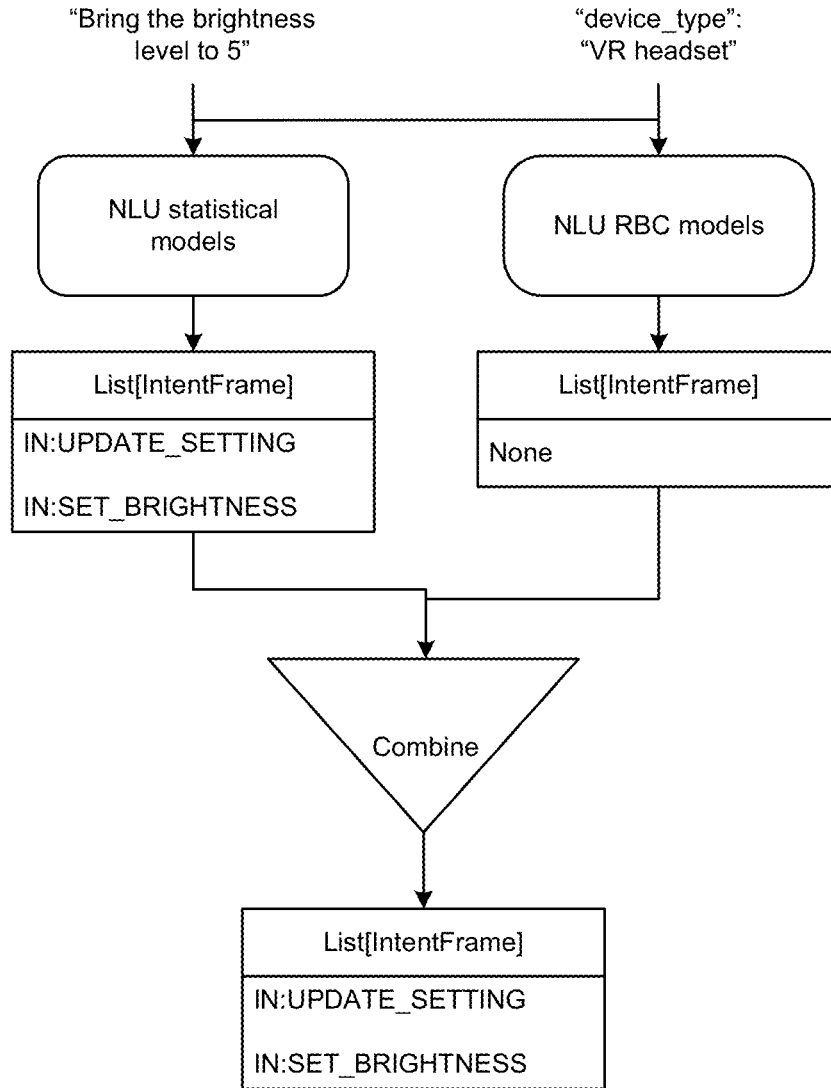 “Bring the brightness
level to 5”
“device_type”:
“VR headset”
NLU statistical
models
NLU RBC models
List[IntentFrame]
IN:UPDATE_SETTING
IN:SET_BRIGHTNESS
List[IntentFrame]
None
Combine
List[IntentFrame]
IN:UPDATE_SETTING
IN:SET_BRIGHTNESS